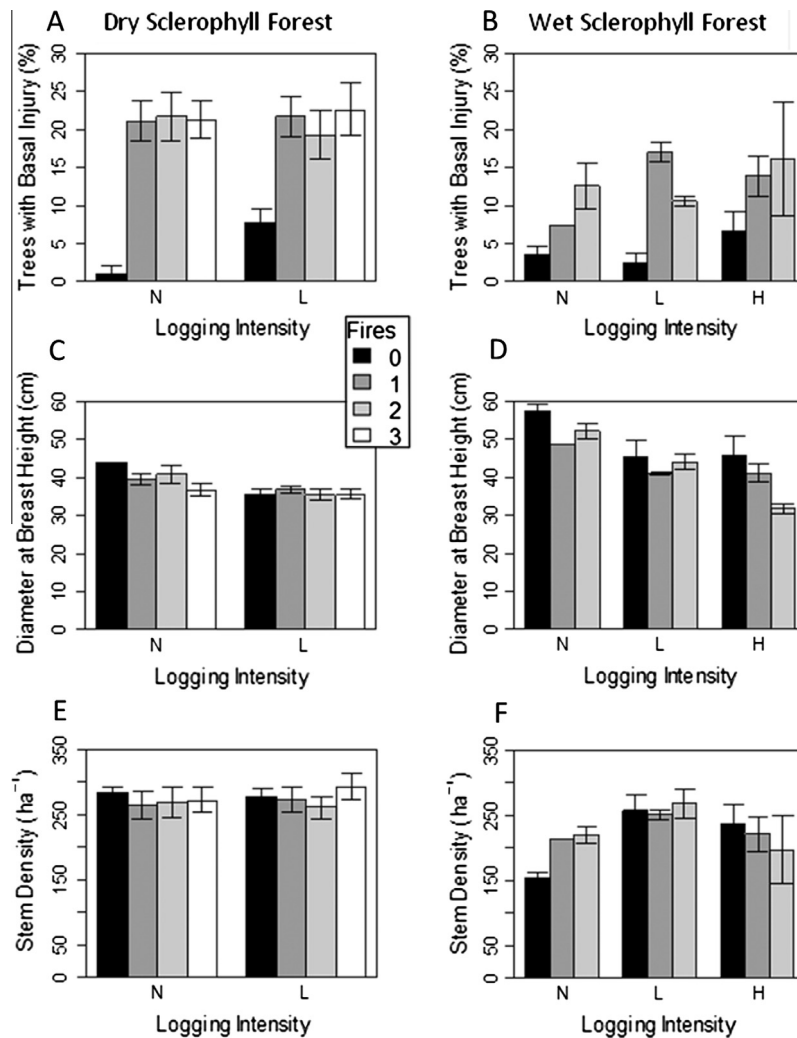 A Dry Sclerophyll Forest
B Wet Sclerophyll Forest
Trees with Basal Injury (%)
0 5 10 15 20 25 30
N L
Logging Intensity
Trees with Basal Injury (%)
0 5 10 15 20 25 30
N L H
Logging Intensity
Fires
0
1
2
3
C
Diameter at Breast Height (cm)
0 10 20 30 40 50 60
N L
Logging Intensity
D
Diameter at Breast Height (cm)
0 10 20 30 40 50 60
N L H
Logging Intensity
E
Stem Density (ha⁻¹)
0 50 150 250 350
N L
Logging Intensity
F
Stem Density (ha⁻¹)
0 50 150 250 350
N L H
Logging Intensity